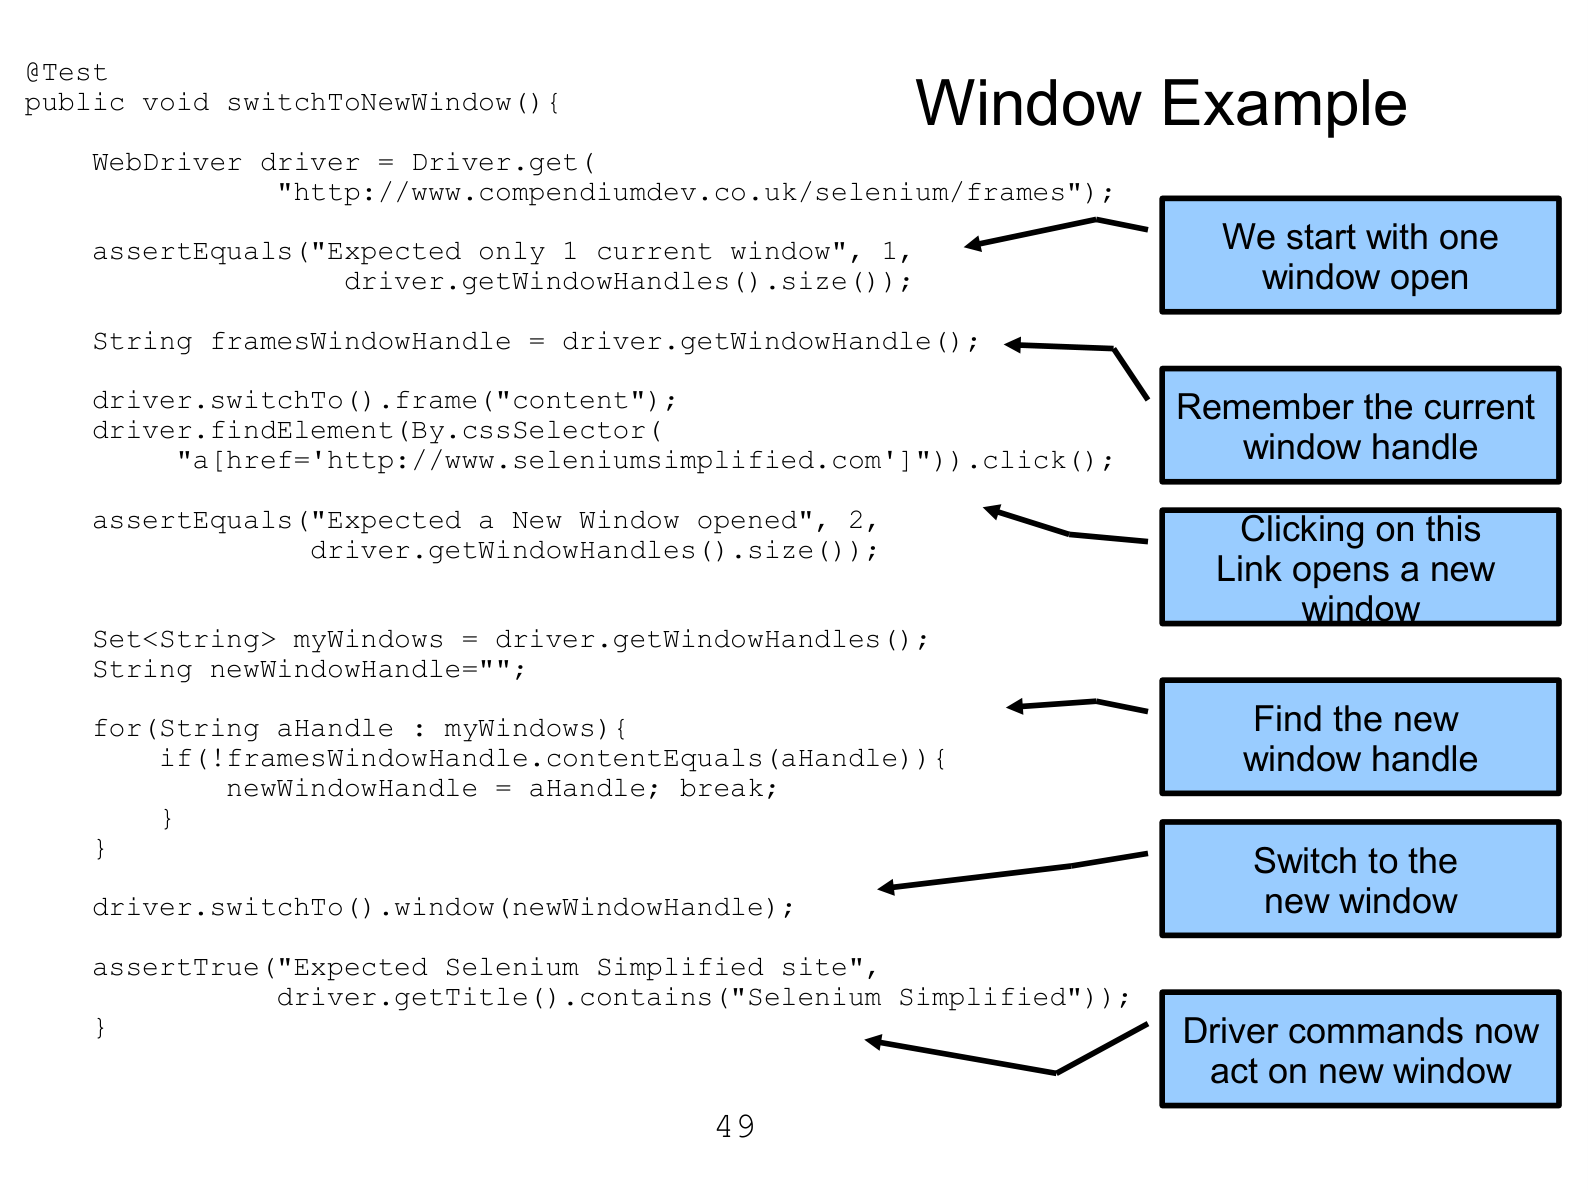 Window Example
@Test
public void switchToNewWindow(){
WebDriver driver = Driver.get(
"http://www.compendiumdev.co.uk/selenium/frames");
assertEquals("Expected only 1 current window", 1,
driver.getWindowHandles().size());
String framesWindowHandle = driver.getWindowHandle();
driver.switchTo().frame("content");
driver.findElement(By.cssSelector(
"a[href='http://www.seleniumsimplified.com']")).click();
assertEquals("Expected a New Window opened", 2,
driver.getWindowHandles().size());
Set<String> myWindows = driver.getWindowHandles();
String newWindowHandle="";
for(String aHandle : myWindows){
if(!framesWindowHandle.contentEquals(aHandle)){
newWindowHandle = aHandle; break;
}
}
driver.switchTo().window(newWindowHandle);
assertTrue("Expected Selenium Simplified site",
driver.getTitle().contains("Selenium Simplified"));
}
We start with one
window open
Remember the current
window handle
Clicking on this
Link opens a new
window
Find the new
window handle
Switch to the
new window
Driver commands now
act on new window
49